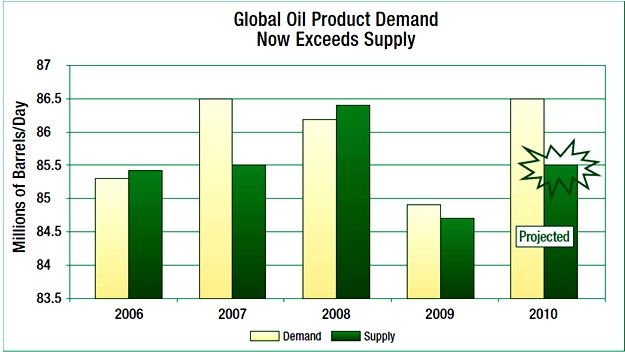 Global Oil Product Demand
Now Exceeds Supply
Millions of Barrels/Day
87
86.5
86
85.5
85
84.5
84
83.5
Projected
2006 2007 2008 2009 2010
Demand Supply